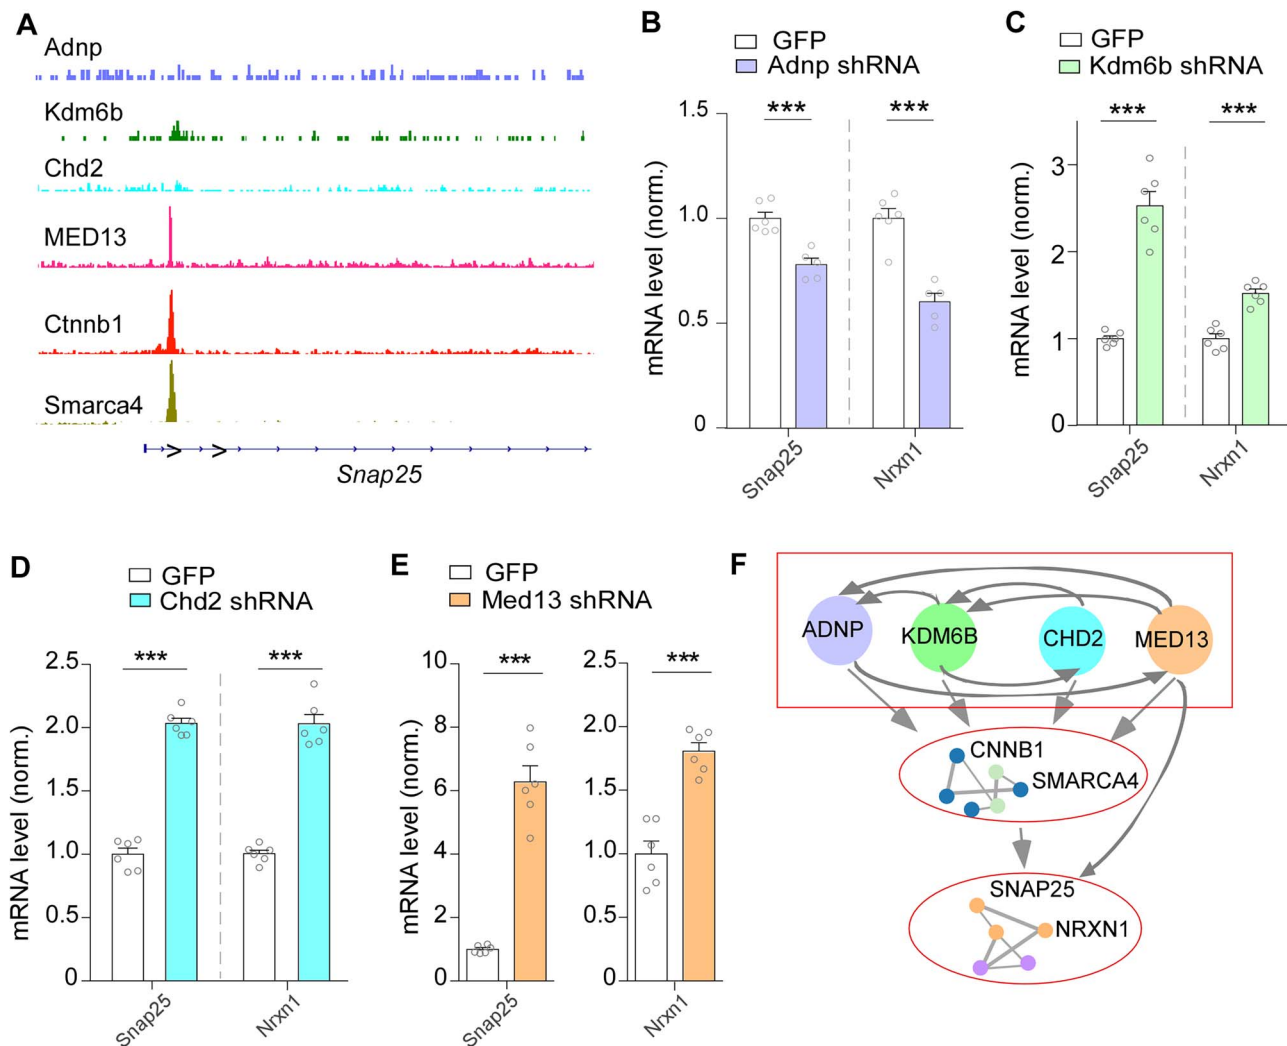 A
Adnp
Kdm6b
Chd2
MED13
Ctnnb1
Smarca4
Snap25
B
GFP
Adnp shRNA
mRNA level (norm.)
1.5
1.0
0.5
0
***
***
Snap25
Nrxn1
C
GFP
Kdm6b shRNA
mRNA level (norm.)
3
2
1
0
***
***
Snap25
Nrxn1
D
GFP
Chd2 shRNA
mRNA level (norm.)
2.5
2.0
1.5
1.0
0.5
0
***
***
Snap25
Nrxn1
E
GFP
Med13 shRNA
mRNA level (norm.)
10
8
6
4
2
0
***
Snap25
2.5
2.0
1.5
1.0
0.5
0
***
Nrxn1
F
ADNP
KDM6B
CHD2
MED13
CNNB1
SMARCA4
SNAP25
NRXN1